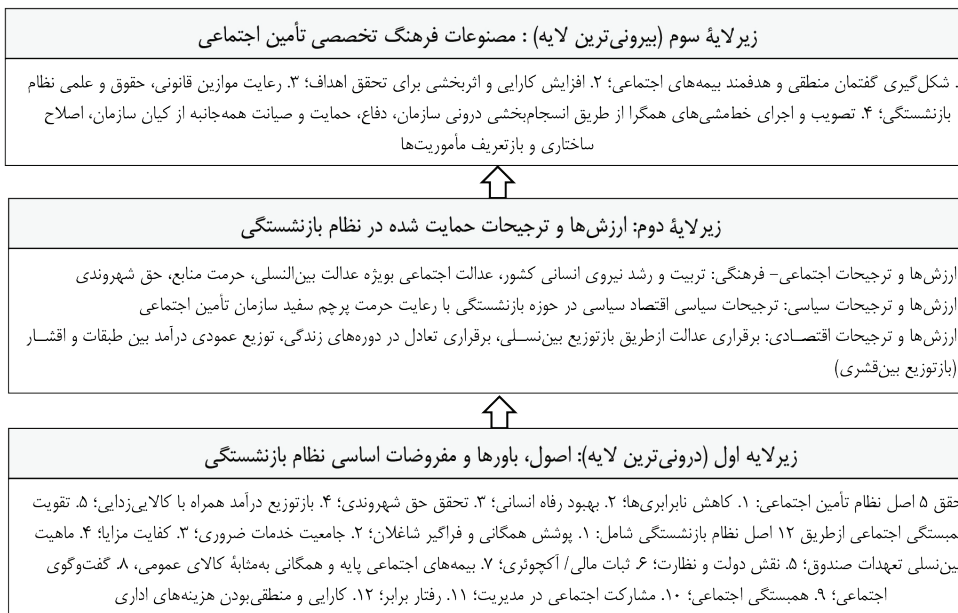 زیرلایهٔ سوم (بیرونی‌ترین لایه) : مصنوعات فرهنگ تخصصی تأمین اجتماعی
. شکل‌گیری گفتمان منطقی و هدفمند بیمه‌های اجتماعی؛ ۲. افزایش کارایی و اثربخشی برای تحقق اهداف؛ ۳. رعایت موازین قانونی، حقوق و علمی نظام
بازنشستگی؛ ۴. تصویب و اجرای خط‌مشی‌های همگرا از طریق انسجام‌بخشی درونی سازمان، دفاع، حمایت و صیانت همه‌جانبه از کیان سازمان، اصلاح
ساختاری و بازتعریف مأموریت‌ها
زیرلایهٔ دوم: ارزش‌ها و ترجیحات حمایت شده در نظام بازنشستگی
ارزش‌ها و ترجیحات اجتماعی- فرهنگی: تربیت و رشد نیروی انسانی کشور، عدالت اجتماعی بویژه عدالت بین‌النسلی، حرمت منابع، حق شهروندی
ارزش‌ها و ترجیحات سیاسی: ترجیحات سیاسی اقتصاد سیاسی در حوزه بازنشستگی با رعایت حرمت پرچم سفید سازمان تأمین اجتماعی
ارزش‌ها و ترجیحات اقتصـادی: برقراری عدالت ازطریق بازتوزیع بین‌نسـلی، برقراری تعادل در دوره‌های زندگی، توزیع عمودی درآمد بین طبقات و اقشـار
(بازتوزیع بین‌قشری)
زیرلایه اول (درونی‌ترین لایه): اصول، باورها و مفروضات اساسی نظام بازنشستگی
حقق ۵ اصل نظام تأمین اجتماعی: ۱. کاهش نابرابری‌ها؛ ۲. بهبود رفاه انسانی؛ ۳. تحقق حق شهروندی؛ ۴. بازتوزیع درآمد همراه با کالایی‌زدایی؛ ۵. تقویت
مبستگی اجتماعی ازطریق ۱۲ اصل نظام بازنشستگی شامل: ۱. پوشش همگانی و فراگیر شاغلان؛ ۲. جامعیت خدمات ضروری؛ ۳. کفایت مزایا؛ ۴. ماهیت
بین‌نسلی تعهدات صندوق؛ ۵. نقش دولت و نظارت؛ ۶. ثبات مالی/ آکچوئری؛ ۷. بیمه‌های اجتماعی پایه و همگانی به‌مثابهٔ کالای عمومی، ۸. گفت‌وگوی
اجتماعی؛ ۹. همبستگی اجتماعی؛ ۱۰. مشارکت اجتماعی در مدیریت؛ ۱۱. رفتار برابر؛ ۱۲. کارایی و منطقی‌بودن هزینه‌های اداری